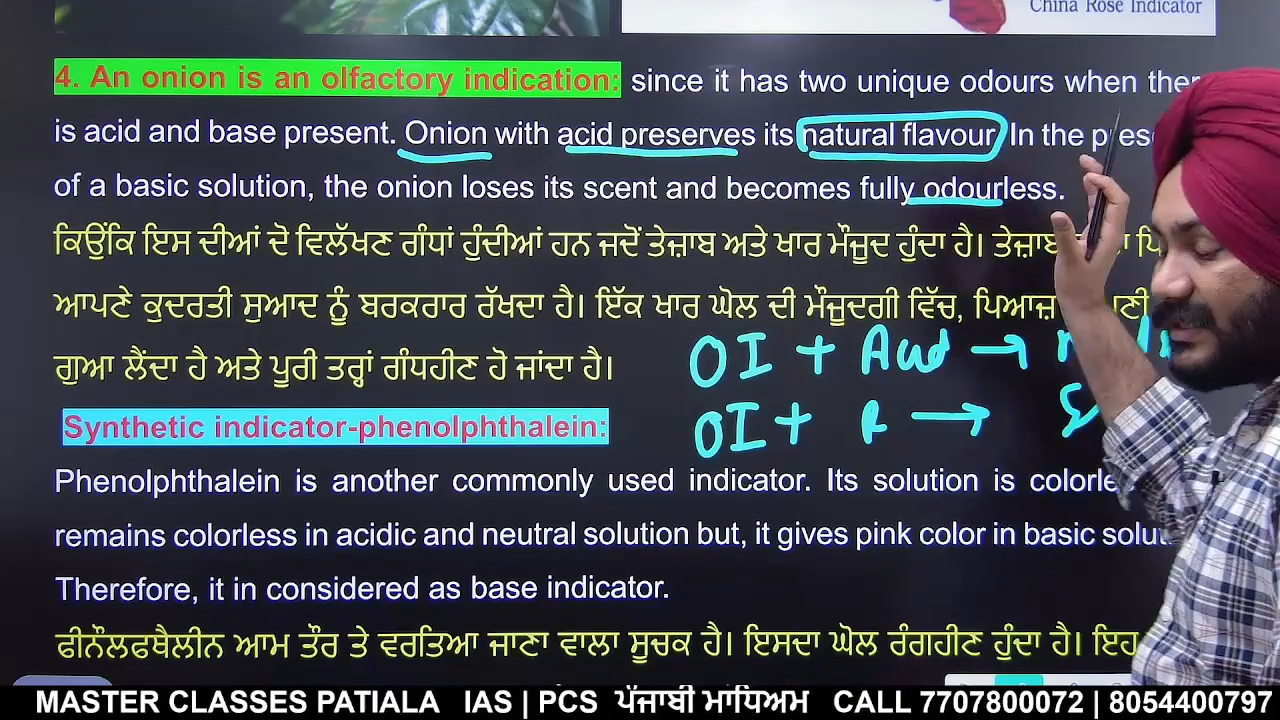 China Rose Indicator
4. An onion is an olfactory indication: since it has two unique odours when
is acid and base present. Onion with acid preserves its natural flavour. In the
of a basic solution, the onion loses its scent and becomes fully odourless.
ਕਿਉਂਕਿ ਇਸ ਦੀਆਂ ਦੋ ਵਿਲੱਖਣ ਗੰਧਾਂ ਹੁੰਦੀਆਂ ਹਨ ਜਦੋਂ ਤੇਜ਼ਾਬ ਅਤੇ ਖਾਰ ਮੌਜੂਦ ਹੁੰਦਾ ਹੈ।
ਆਪਣੇ ਕੁਦਰਤੀ ਸੁਆਦ ਨੂੰ ਬਰਕਰਾਰ ਰੱਖਦਾ ਹੈ। ਇੱਕ ਖਾਰ ਘੋਲ ਦੀ ਮੌਜੂਦਗੀ ਵਿੱਚ, ਪਿਆਜ਼
ਗੁਆ ਲੈਂਦਾ ਹੈ ਅਤੇ ਪੂਰੀ ਤਰ੍ਹਾਂ ਗੰਧਹੀਣ ਹੋ ਜਾਂਦਾ ਹੈ।
OI + Acid →
OI + →
Synthetic indicator-phenolphthalein:
Phenolphthalein is another commonly used indicator. Its solution is
remains colorless in acidic and neutral solution but, it gives pink color in basic
Therefore, it in considered as base indicator.
ਫੀਨੌਲਫਥੈਲੀਨ ਆਮ ਤੌਰ ਤੇ ਵਰਤਿਆ ਜਾਣਾ ਵਾਲਾ ਸੂਚਕ ਹੈ। ਇਸਦਾ ਘੋਲ ਰੰਗਹੀਣ ਹੁੰਦਾ ਹੈ। ਇਹ
MASTER CLASSES PATIALA IAS | PCS ਪੰਜਾਬੀ ਮਾਧਿਅਮ CALL 7707800072 | 8054400797